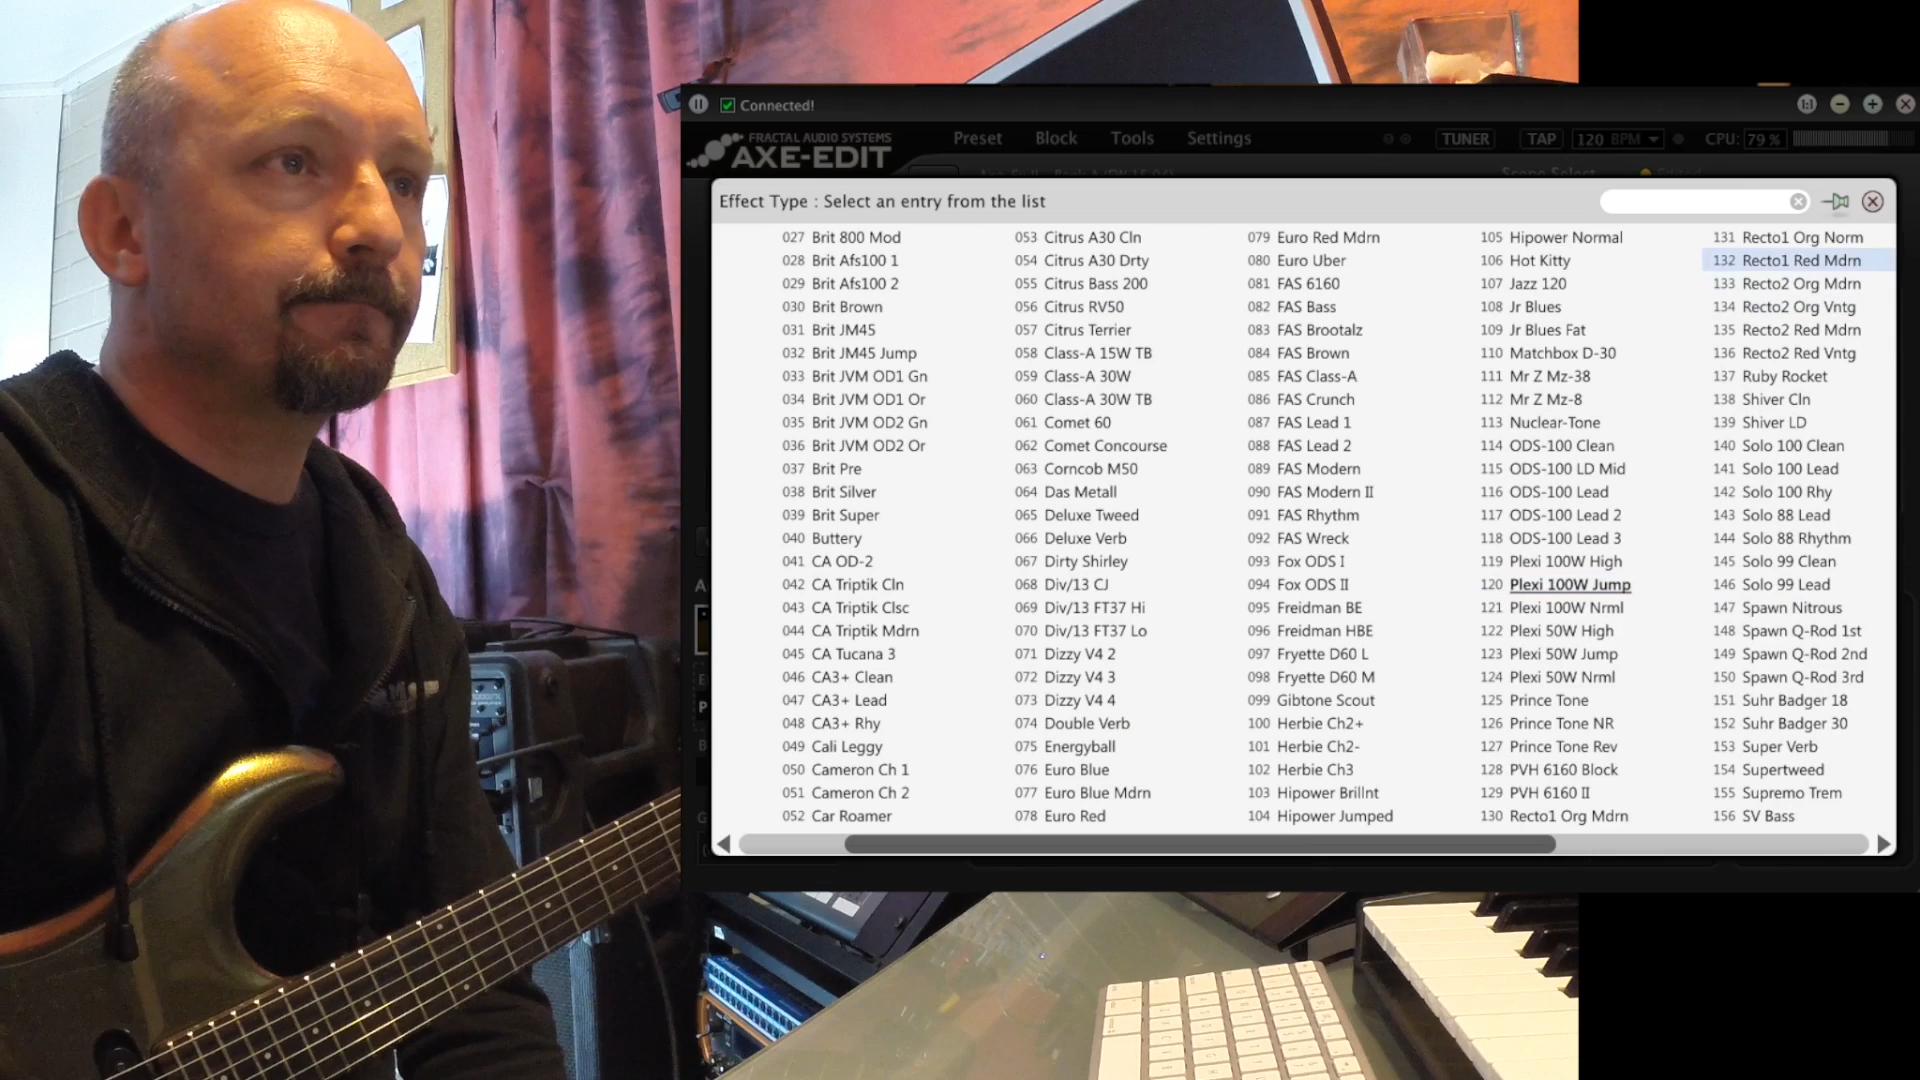 Connected!
FRACTAL AUDIO SYSTEMS
AXE-EDIT
Preset Block Tools Settings
TUNER TAP 120 BPM CPU: 79 %
Effect Type : Select an entry from the list
027 Brit 800 Mod
028 Brit Afs100 1
029 Brit Afs100 2
030 Brit Brown
031 Brit JM45
032 Brit JM45 Jump
033 Brit JVM OD1 Gn
034 Brit JVM OD1 Or
035 Brit JVM OD2 Gn
036 Brit JVM OD2 Or
037 Brit Pre
038 Brit Silver
039 Brit Super
040 Buttery
041 CA OD-2
042 CA Triptik Cln
043 CA Triptik Clsc
044 CA Triptik Mdrn
045 CA Tucana 3
046 CA3+ Clean
047 CA3+ Lead
048 CA3+ Rhy
049 Cali Leggy
050 Cameron Ch 1
051 Cameron Ch 2
052 Car Roamer
053 Citrus A30 Cln
054 Citrus A30 Drty
055 Citrus Bass 200
056 Citrus RV50
057 Citrus Terrier
058 Class-A 15W TB
059 Class-A 30W
060 Class-A 30W TB
061 Comet 60
062 Comet Concourse
063 Corncob M50
064 Das Metall
065 Deluxe Tweed
066 Deluxe Verb
067 Dirty Shirley
068 Div/13 CJ
069 Div/13 FT37 Hi
070 Div/13 FT37 Lo
071 Dizzy V4 2
072 Dizzy V4 3
073 Dizzy V4 4
074 Double Verb
075 Energyball
076 Euro Blue
077 Euro Blue Mdrn
078 Euro Red
079 Euro Red Mdrn
080 Euro Uber
081 FAS 6160
082 FAS Bass
083 FAS Brootalz
084 FAS Brown
085 FAS Class-A
086 FAS Crunch
087 FAS Lead 1
088 FAS Lead 2
089 FAS Modern
090 FAS Modern II
091 FAS Rhythm
092 FAS Wreck
093 Fox ODS I
094 Fox ODS II
095 Freidman BE
096 Freidman HBE
097 Fryette D60 L
098 Fryette D60 M
099 Gibtone Scout
100 Herbie Ch2+
101 Herbie Ch2-
102 Herbie Ch3
103 Hipower Brillnt
104 Hipower Jumped
105 Hipower Normal
106 Hot Kitty
107 Jazz 120
108 Jr Blues
109 Jr Blues Fat
110 Matchbox D-30
111 Mr Z Mz-38
112 Mr Z Mz-8
113 Nuclear-Tone
114 ODS-100 Clean
115 ODS-100 LD Mid
116 ODS-100 Lead
117 ODS-100 Lead 2
118 ODS-100 Lead 3
119 Plexi 100W High
120 Plexi 100W Jump
121 Plexi 100W Nrml
122 Plexi 50W High
123 Plexi 50W Jump
124 Plexi 50W Nrml
125 Prince Tone
126 Prince Tone NR
127 Prince Tone Rev
128 PVH 6160 Block
129 PVH 6160 II
130 Recto1 Org Mdrn
131 Recto1 Org Norm
132 Recto1 Red Mdrn
133 Recto2 Org Mdrn
134 Recto2 Org Vntg
135 Recto2 Red Mdrn
136 Recto2 Red Vntg
137 Ruby Rocket
138 Shiver Cln
139 Shiver LD
140 Solo 100 Clean
141 Solo 100 Lead
142 Solo 100 Rhy
143 Solo 88 Lead
144 Solo 88 Rhythm
145 Solo 99 Clean
146 Solo 99 Lead
147 Spawn Nitrous
148 Spawn Q-Rod 1st
149 Spawn Q-Rod 2nd
150 Spawn Q-Rod 3rd
151 Suhr Badger 18
152 Suhr Badger 30
153 Super Verb
154 Supertweed
155 Supremo Trem
156 SV Bass